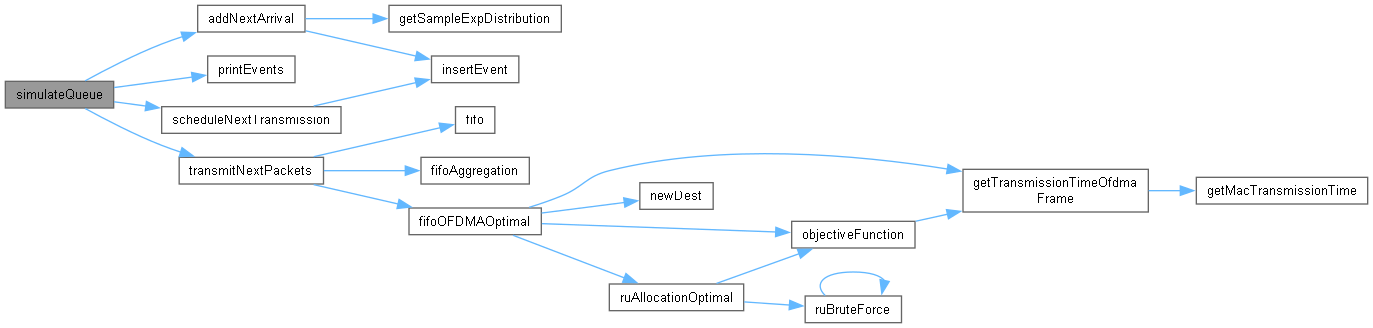 addNextArrival
getSampleExpDistribution
printEvents
insertEvent
simulateQueue
scheduleNextTransmission
fifo
transmitNextPackets
fifoAggregation
getTransmissionTimeOfdma
Frame
getMacTransmissionTime
newDest
fifoOFDMAOptimal
objectiveFunction
ruAllocationOptimal
ruBruteForce